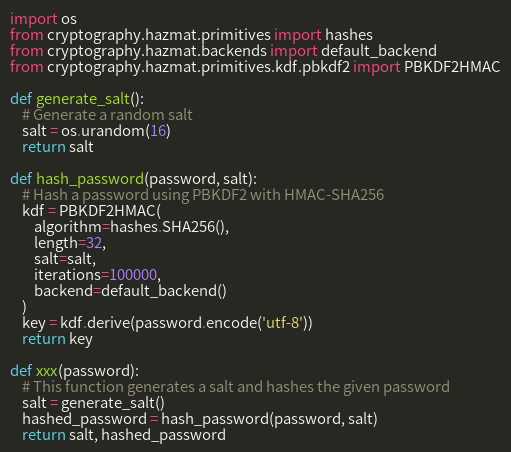 import os
from cryptography.hazmat.primitives import hashes
from cryptography.hazmat.backends import default_backend
from cryptography.hazmat.primitives.kdf.pbkdf2 import PBKDF2HMAC

def generate_salt():
    # Generate a random salt
    salt = os.urandom(16)
    return salt

def hash_password(password, salt):
    # Hash a password using PBKDF2 with HMAC-SHA256
    kdf = PBKDF2HMAC(
        algorithm=hashes.SHA256(),
        length=32,
        salt=salt,
        iterations=100000,
        backend=default_backend()
    )
    key = kdf.derive(password.encode('utf-8'))
    return key

def xxx(password):
    # This function generates a salt and hashes the given password
    salt = generate_salt()
    hashed_password = hash_password(password, salt)
    return salt, hashed_password